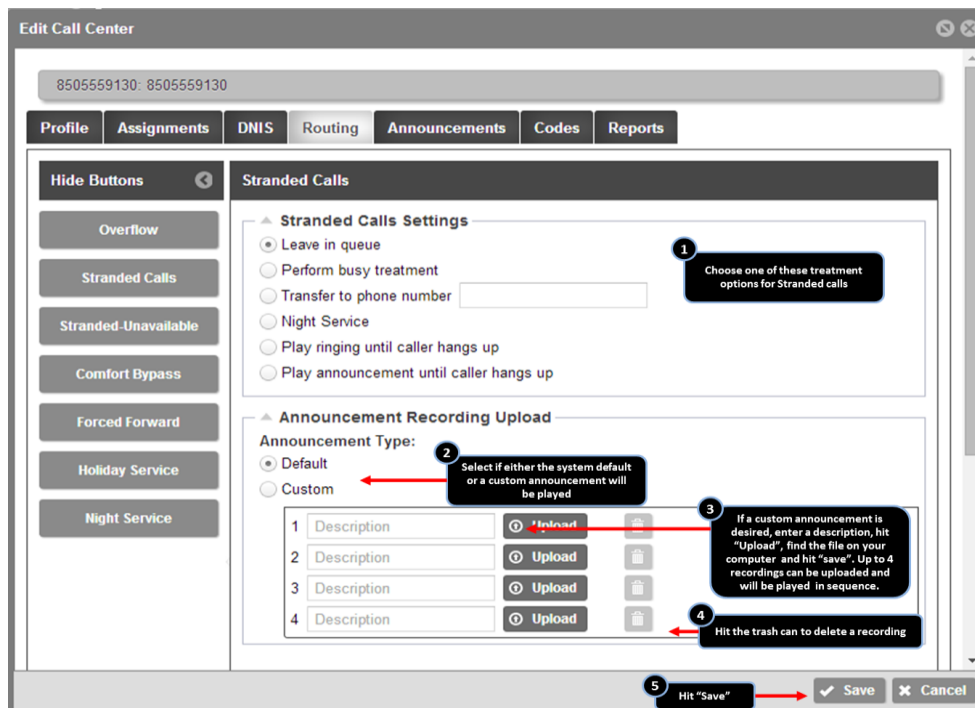 Edit Call Center
8505559130: 8505559130
Profile Assignments DNIS Routing Announcements Codes Reports
Hide Buttons
Overflow
Stranded Calls
Stranded-Unavailable
Comfort Bypass
Forced Forward
Holiday Service
Night Service
Stranded Calls
Stranded Calls Settings
Leave in queue
Perform busy treatment
Transfer to phone number
Night Service
Play ringing until caller hangs up
Play announcement until caller hangs up
1
Choose one of these treatment
options for Stranded calls
Announcement Recording Upload
Announcement Type:
Default
Custom
2
Select if either the system default
or a custom announcement will
be played
1 Description Upload
2 Description Upload
3 Description Upload
4 Description Upload
3
If a custom announcement is
desired, enter a description, hit
"Upload", find the file on your
computer and hit "save". Up to 4
recordings can be uploaded and
will be played in sequence.
4
Hit the trash can to delete a recording
5
Hit "Save"
Save Cancel